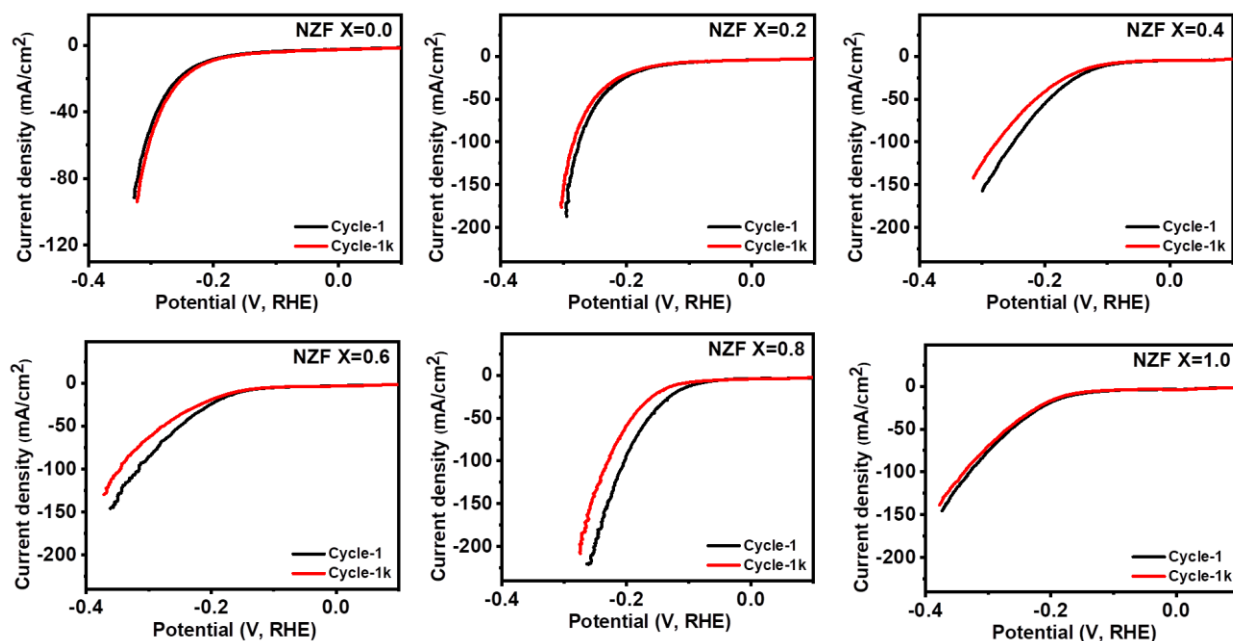 NZF X=0.0
Current density (mA/cm²)
0
-40
-80
-120
Cycle-1
Cycle-1k
-0.4
-0.2
0.0
Potential (V, RHE)
NZF X=0.2
Current density (mA/cm²)
0
-50
-100
-150
-200
Cycle-1
Cycle-1k
-0.4
-0.2
0.0
Potential (V, RHE)
NZF X=0.4
Current density (mA/cm²)
0
-50
-100
-150
-200
Cycle-1
Cycle-1k
-0.4
-0.2
0.0
Potential (V, RHE)
NZF X=0.6
Current density (mA/cm²)
0
-50
-100
-150
-200
Cycle-1
Cycle-1k
-0.4
-0.2
0.0
Potential (V, RHE)
NZF X=0.8
Current density (mA/cm²)
0
-50
-100
-150
-200
Cycle-1
Cycle-1k
-0.4
-0.2
0.0
Potential (V, RHE)
NZF X=1.0
Current density (mA/cm²)
0
-50
-100
-150
-200
Cycle-1
Cycle-1k
-0.4
-0.2
0.0
Potential (V, RHE)